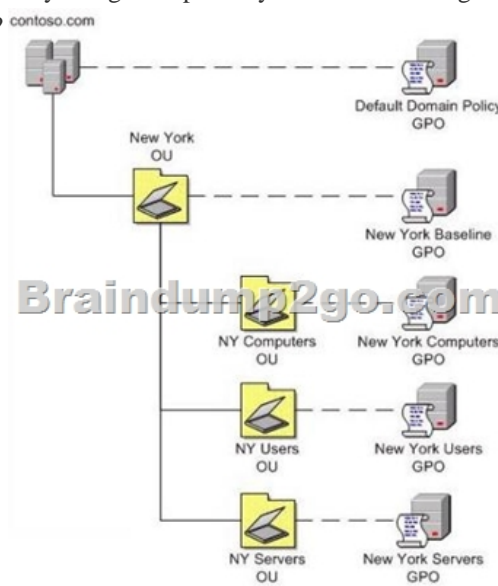 contoso.com
Default Domain Policy
GPO
New York
OU
New York Baseline
GPO
Braindump2go.com
NY Computers
OU
New York Computers
GPO
NY Users
OU
New York Users
GPO
NY Servers
OU
New York Servers
GPO